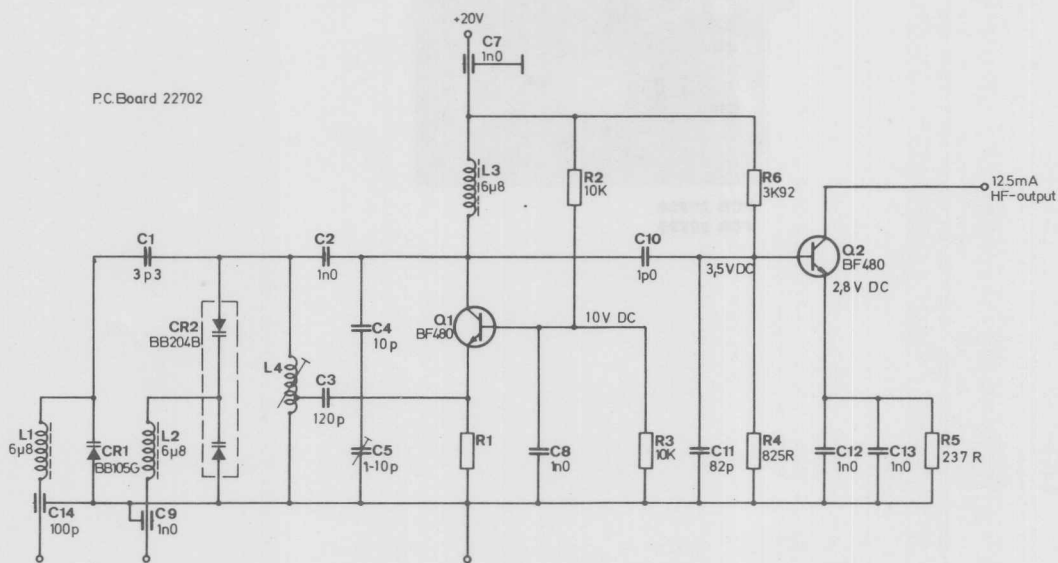 +20V
C7
1n0
P.C.Board 22702
L3
6µ8
R2
10K
R6
3K92
12.5mA
HF-output
C1
3p3
C2
1n0
C10
1p0
3,5VDC
Q2
BF480
2,8V DC
CR2
BB204B
C4
10p
Q1
BF480
10V DC
L4
C3
120p
L1
6µ8
CR1
BB105G
L2
6µ8
C5
1-10p
R1
C8
1n0
R3
10K
C11
82p
R4
825R
C12
1n0
C13
1n0
R5
237R
C14
100p
C9
1n0